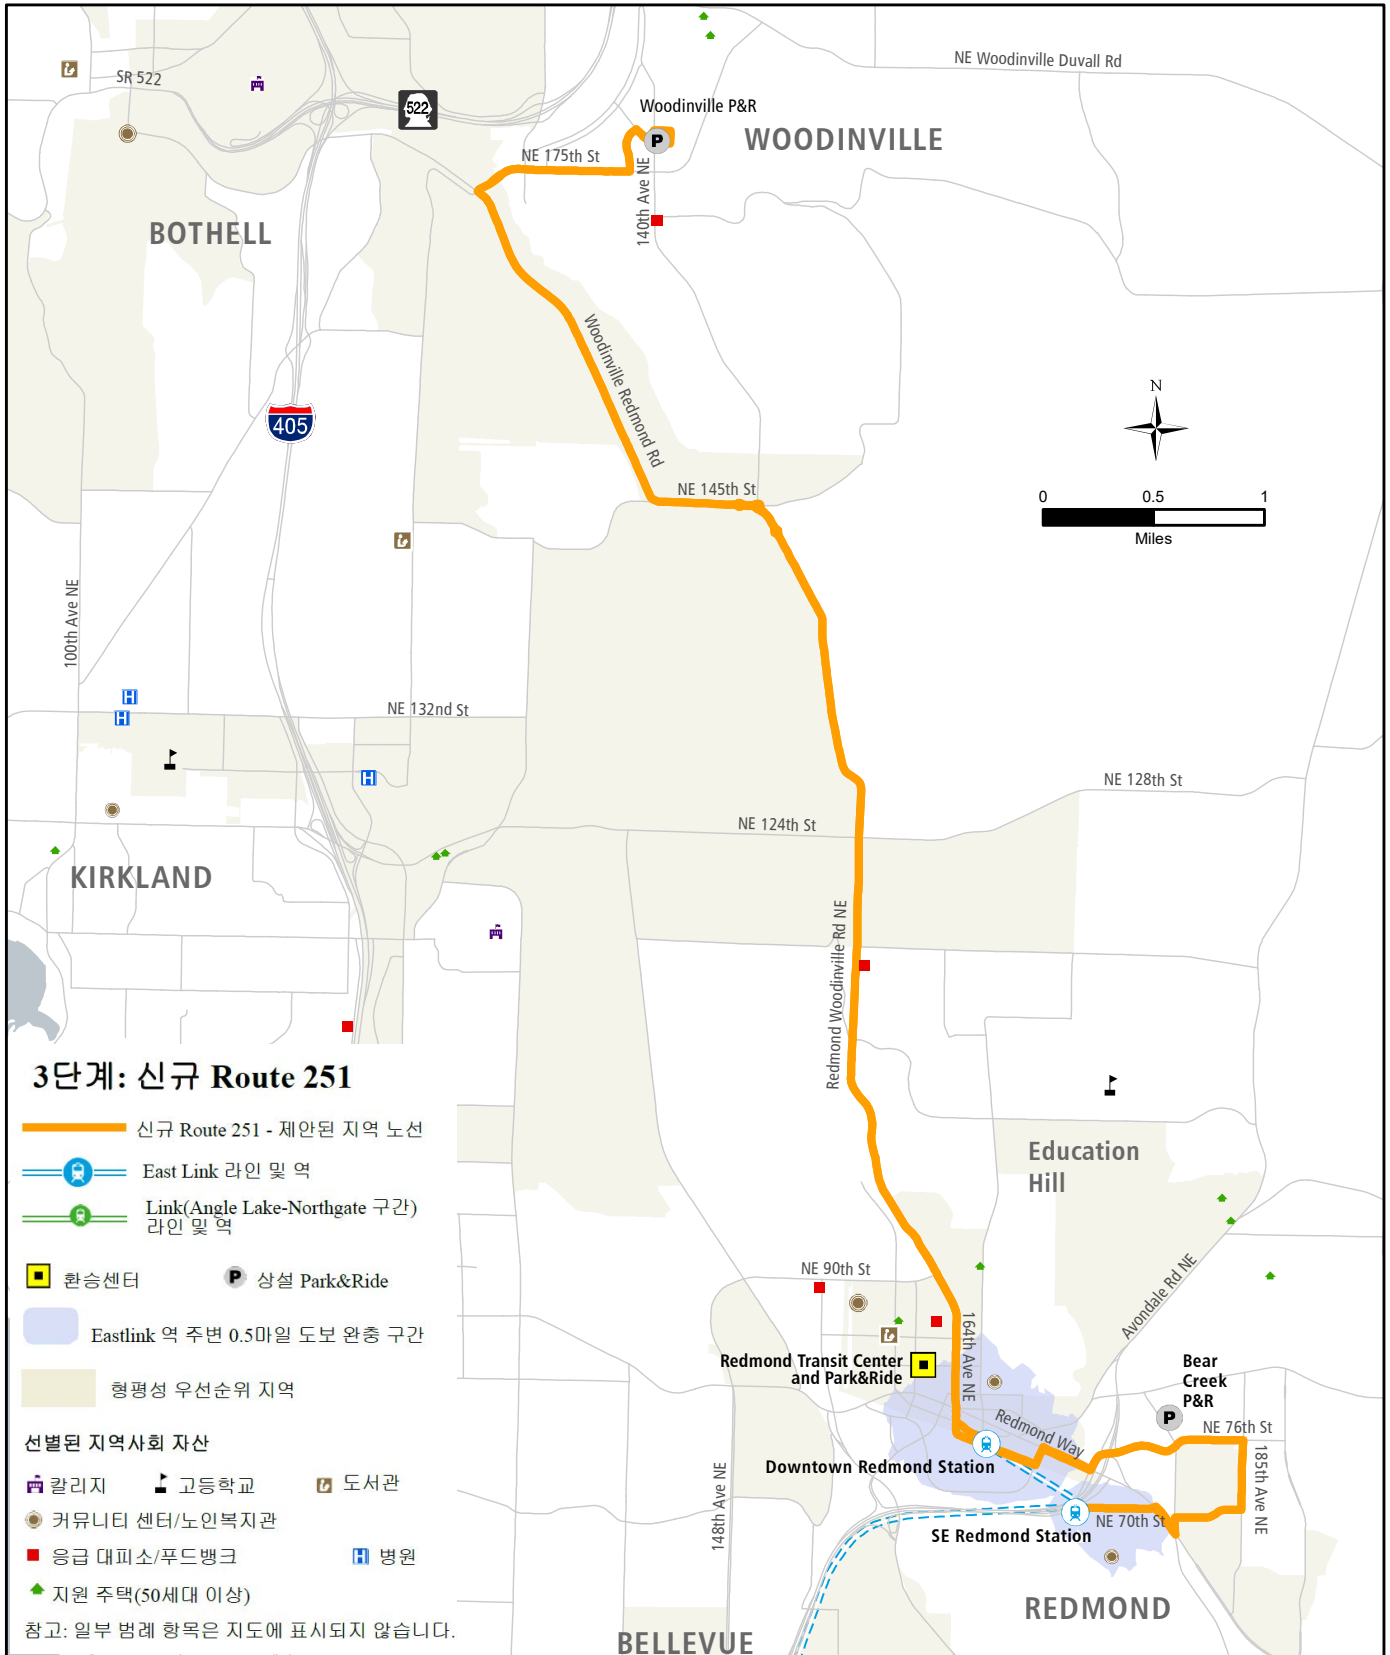 NE Woodinville Duvall Rd
SR 522
522
Woodinville P&R
WOODINVILLE
NE 175th St
140th Ave NE
BOTHELL
Woodinville Redmond Rd
405
N
NE 145th St
0 0.5 1
Miles
100th Ave NE
NE 132nd St
NE 128th St
NE 124th St
KIRKLAND
Redmond Woodinville Rd NE
Education
Hill
NE 90th St
Avondale Rd NE
164th Ave NE
Redmond Transit Center
and Park&Ride
Bear
Creek
P&R
Redmond Way
NE 76th St
Downtown Redmond Station
185th Ave NE
148th Ave NE
NE 70th St
SE Redmond Station
REDMOND
BELLEVUE
3단계: 신규 Route 251
신규 Route 251 - 제안된 지역 노선
East Link 라인 및 역
Link(Angle Lake-Northgate 구간)
라인 및 역
환승센터
P 상설 Park&Ride
Eastlink 역 주변 0.5마일 도보 완충 구간
형평성 우선순위 지역
선별된 지역사회 자산
칼리지 고등학교 도서관
커뮤니티 센터/노인복지관
응급 대피소/푸드뱅크 H 병원
지원 주택(50세대 이상)
참고: 일부 범례 항목은 지도에 표시되지 않습니다.